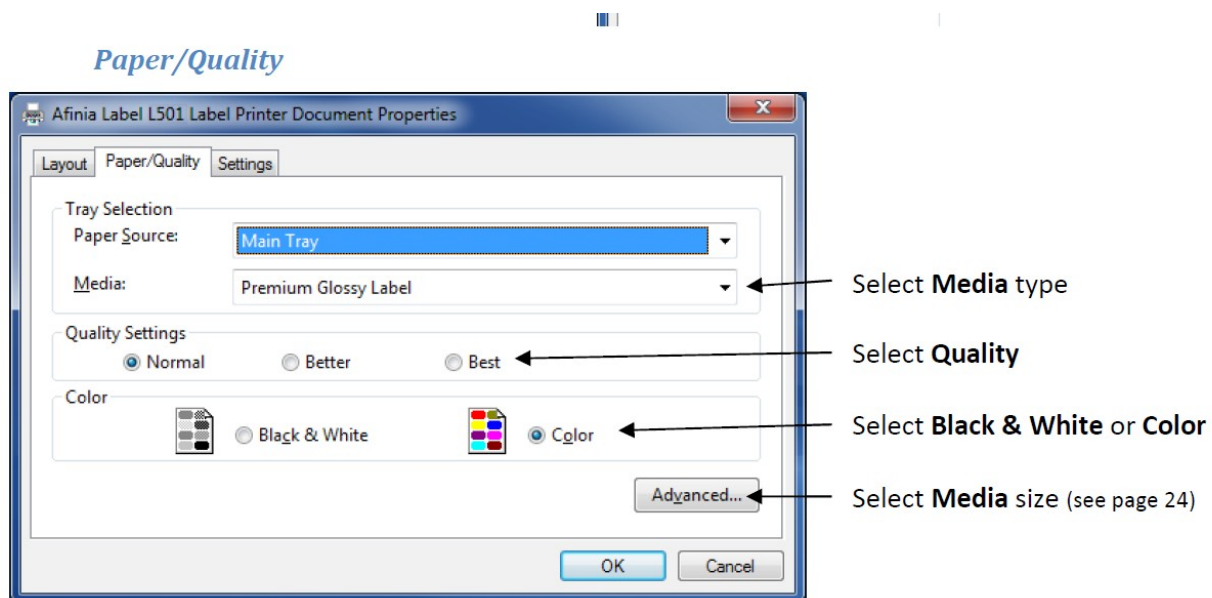 Paper/Quality
Afinia Label L501 Label Printer Document Properties
Layout Paper/Quality Settings
Tray Selection
Paper Source: Main Tray
Media: Premium Glossy Label
Select Media type
Quality Settings
Normal Better Best
Select Quality
Color
Black & White Color
Select Black & White or Color
Advanced...
Select Media size (see page 24)
OK Cancel